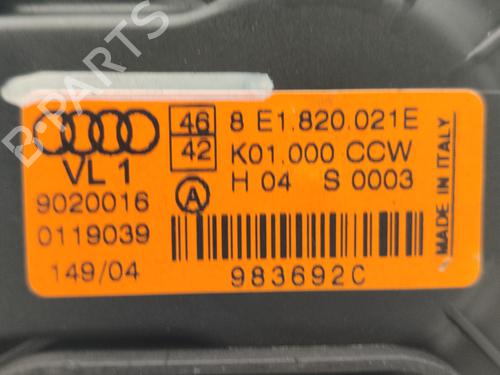 B-PARTS
46 8 E1.820.021E
42 K01.000 CCW
VL 1
A H 04 S 0003
9020016
0119039
149/04
983692C
MADE IN ITALY